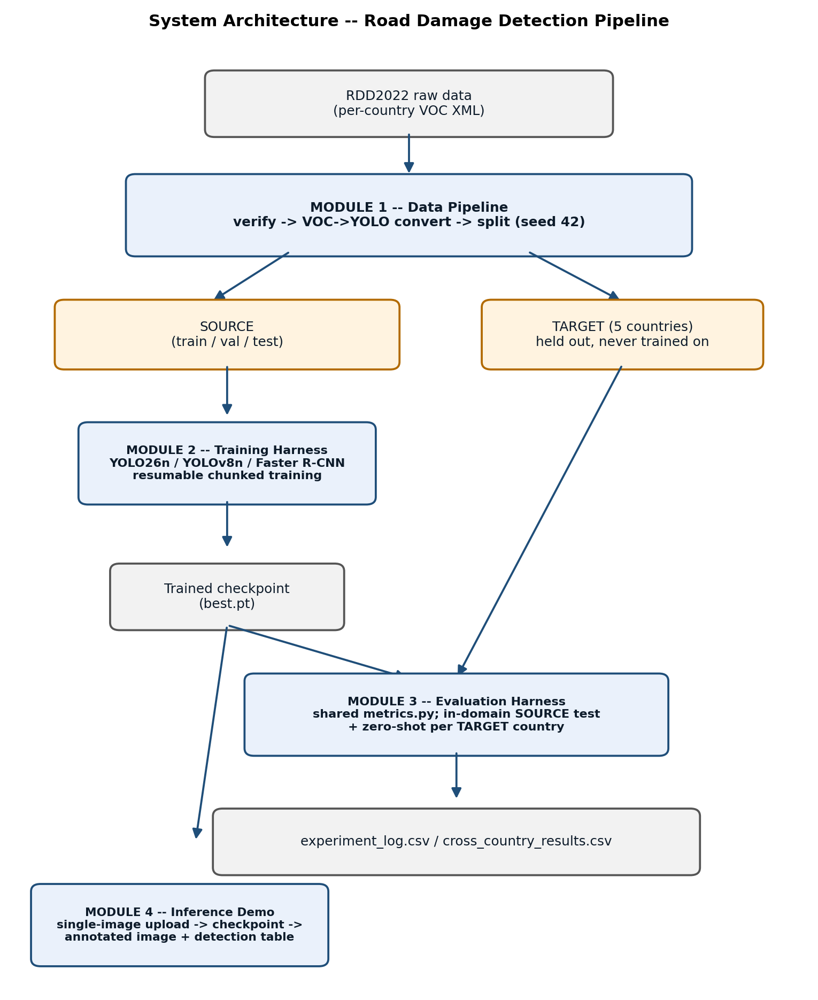 System Architecture -- Road Damage Detection Pipeline
RDD2022 raw data
(per-country VOC XML)
MODULE 1 -- Data Pipeline
verify -> VOC->YOLO convert -> split (seed 42)
SOURCE
(train / val / test)
TARGET (5 countries)
held out, never trained on
MODULE 2 -- Training Harness
YOLO26n / YOLOv8n / Faster R-CNN
resumable chunked training
Trained checkpoint
(best.pt)
MODULE 3 -- Evaluation Harness
shared metrics.py; in-domain SOURCE test
+ zero-shot per TARGET country
experiment_log.csv / cross_country_results.csv
MODULE 4 -- Inference Demo
single-image upload -> checkpoint ->
annotated image + detection table